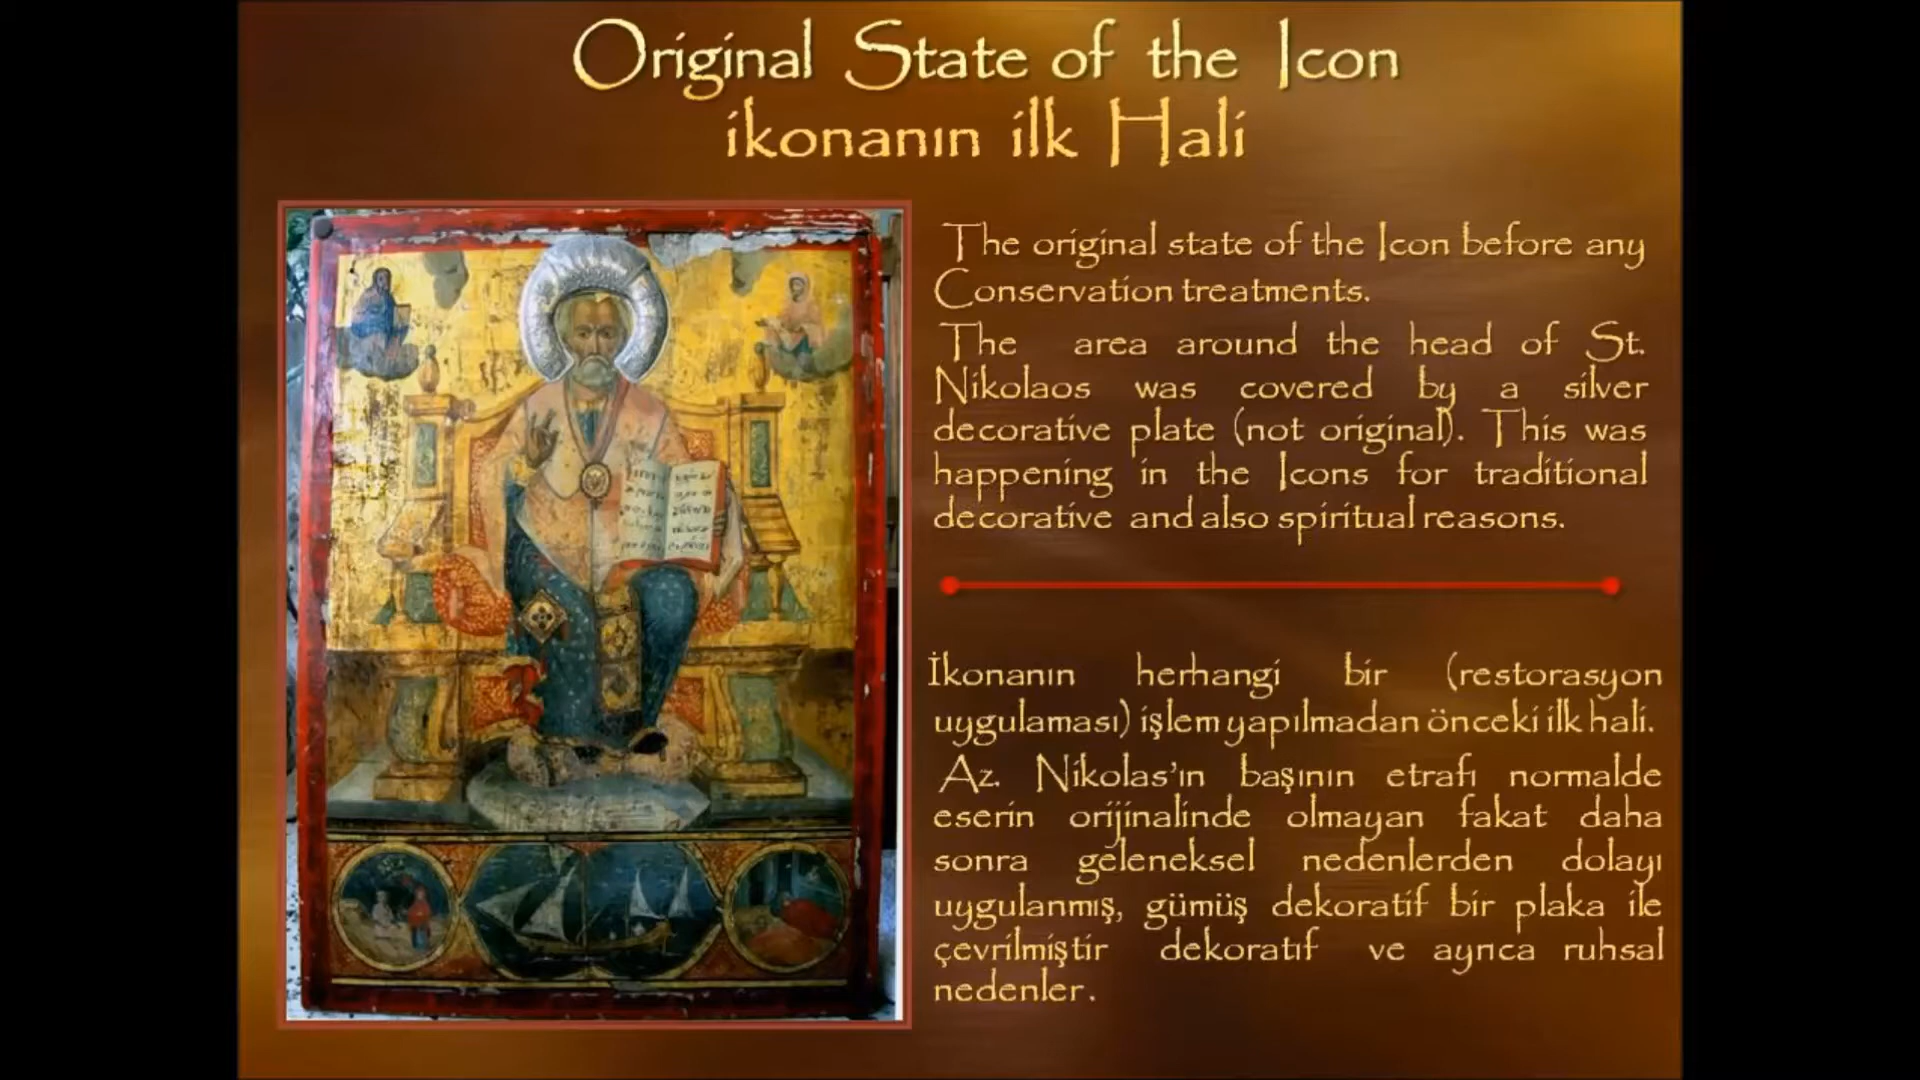 Original State of the Icon
ikonanın ilk Hali
The original state of the Icon before any
Conservation treatments.
The area around the head of St.
Nikolaos was covered by a silver
decorative plate (not original). This was
happening in the Icons for traditional
decorative and also spiritual reasons.
İkonanın herhangi bir (restorasyon
uygulaması) işlem yapılmadan önceki ilk hali.
Az. Nikolas'ın başının etrafı normalde
eserin orijinalinde olmayan fakat daha
sonra geleneksel nedenlerden dolayı
uygulanmış, gümüş dekoratif bir plaka ile
çevrilmiştir dekoratıf ve ayrıca ruhsal
nedenler.